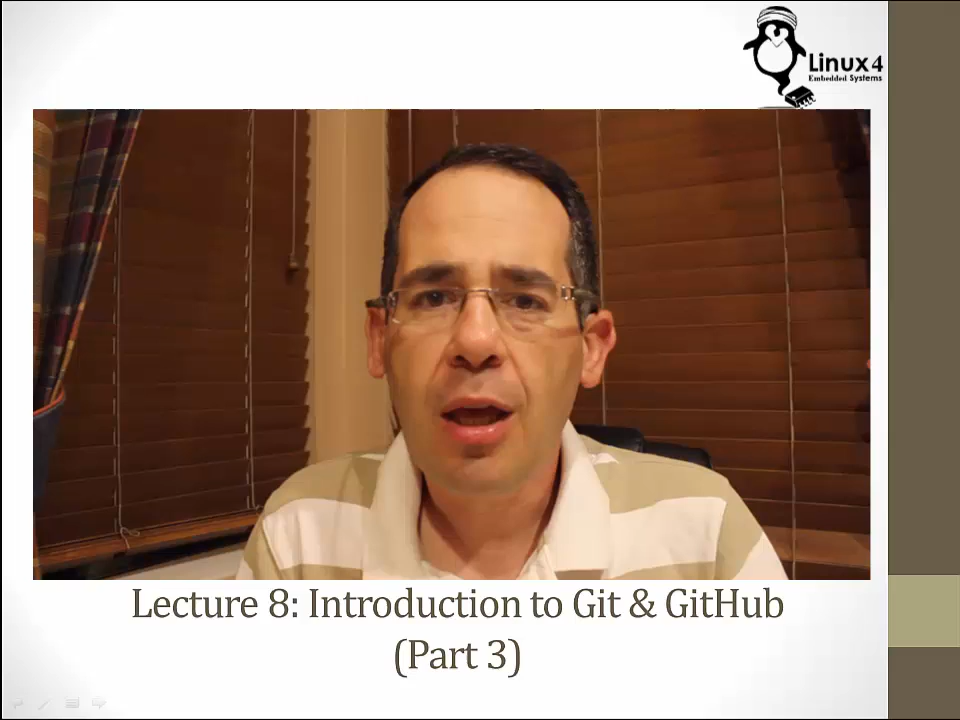 Linux 4
Embedded Systems
Lecture 8: Introduction to Git & GitHub
(Part 3)